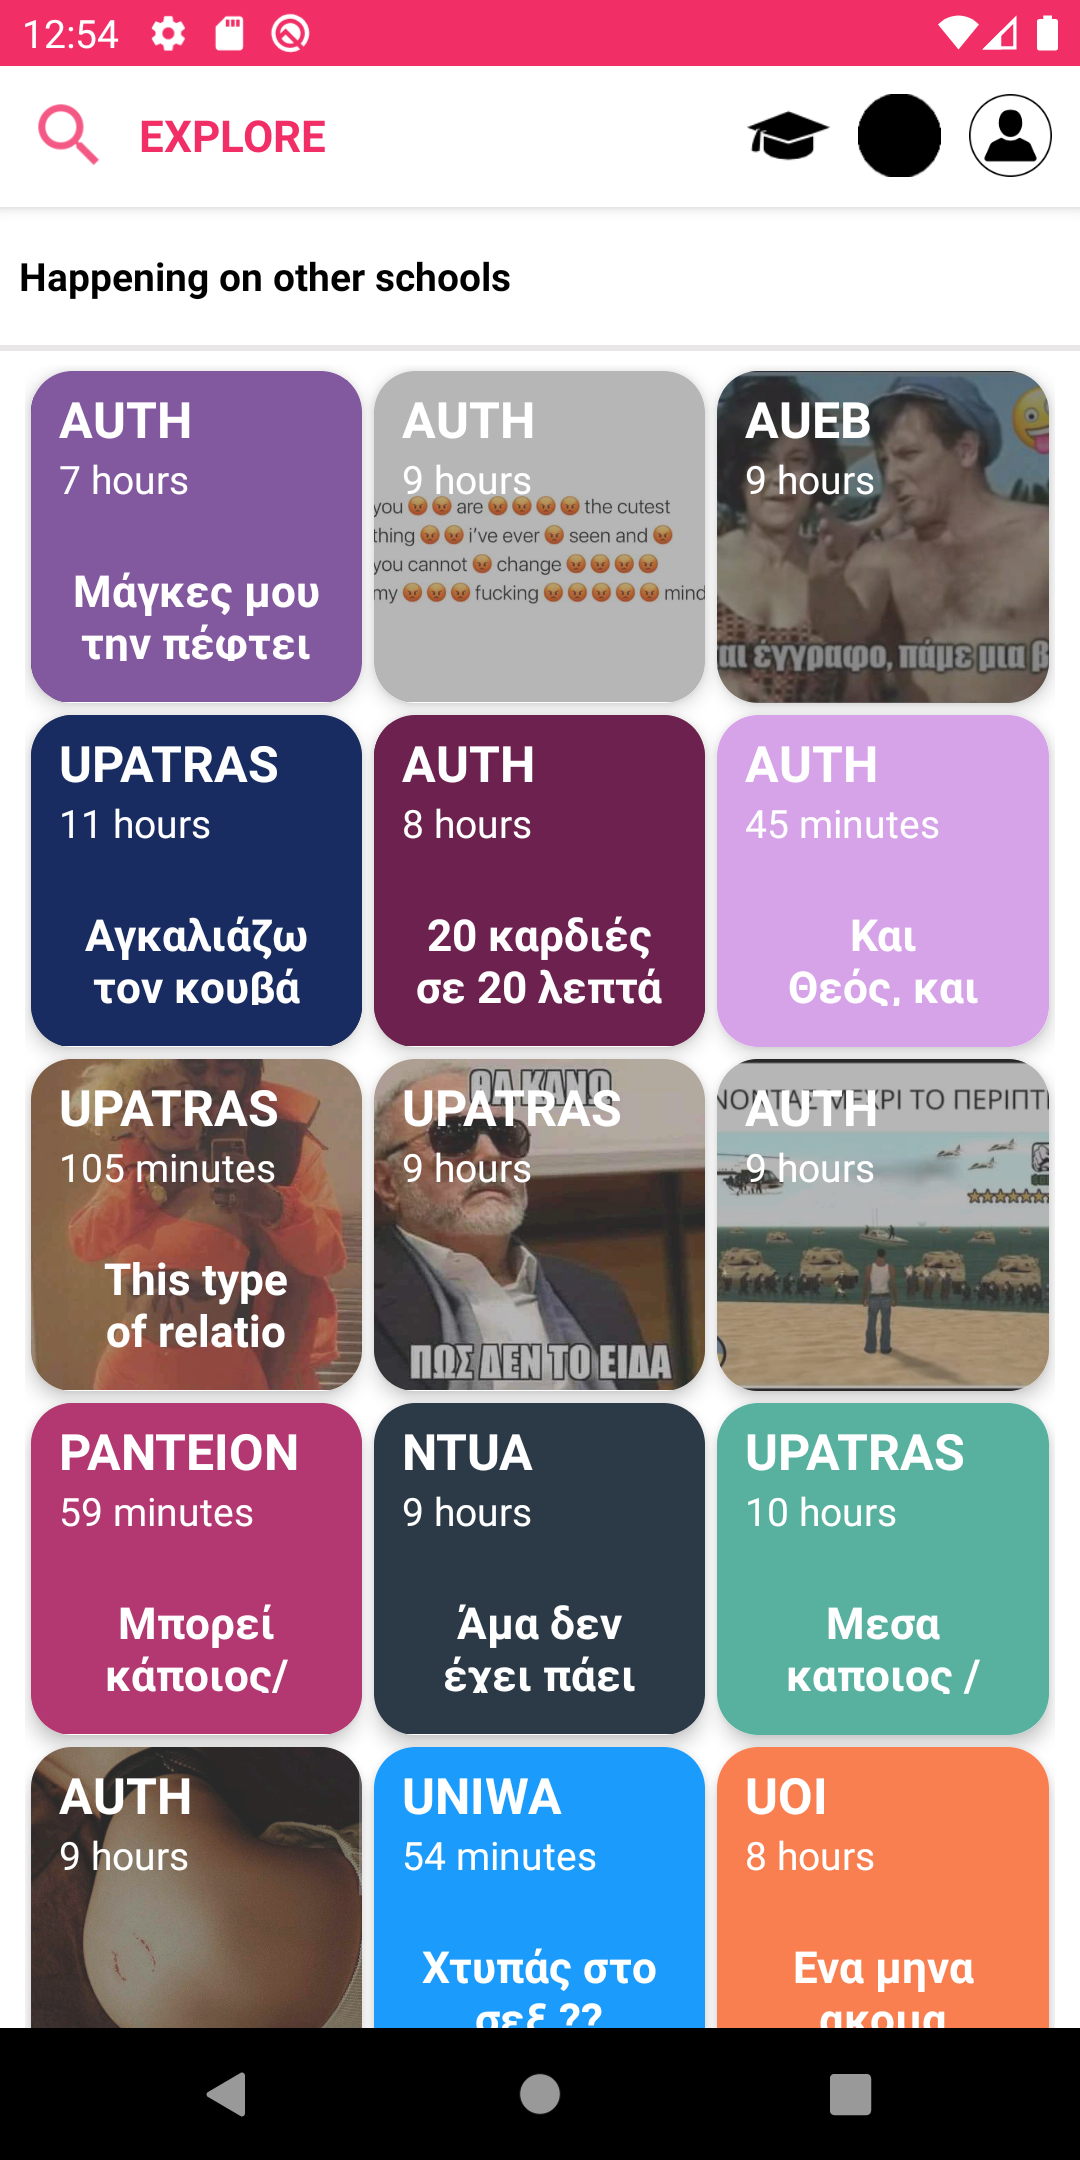 12:54
EXPLORE
Happening on other schools
AUTH
7 hours
Μάγκες μου
την πέφτει
AUTH
9 hours
you 😡 😡 are 😡 😡 😡 😡 the cutest
thing 😡 😡 i've ever 😡 seen and 😡
you cannot 😡 change 😡 😡 😡 😡
my 😡 😡 😡 fucking 😡 😡 😡 😡 😡 mind
AUEB
9 hours
αι έγγραφο, πάμε μια β
UPATRAS
11 hours
Αγκαλιάζω
τον κουβά
AUTH
8 hours
20 καρδιές
σε 20 λεπτά
AUTH
45 minutes
Και
Θεός, και
UPATRAS
105 minutes
This type
of relatio
UPATRAS
9 hours
ΘΑ ΚΑΝΩ
ΠΩΣ ΔΕΝ ΤΟ ΕΙΔΑ
AUTH
9 hours
ΝΟΝΤΑΣ ΜΕΧΡΙ ΤΟ ΠΕΡΙΠΤ
PANTEION
59 minutes
Μπορεί
κάποιος/
NTUA
9 hours
Άμα δεν
έχει πάει
UPATRAS
10 hours
Μεσα
καποιος /
AUTH
9 hours
UNIWA
54 minutes
Χτυπάς στο
σεξ ??
UOI
8 hours
Ενα μηνα
ακομα